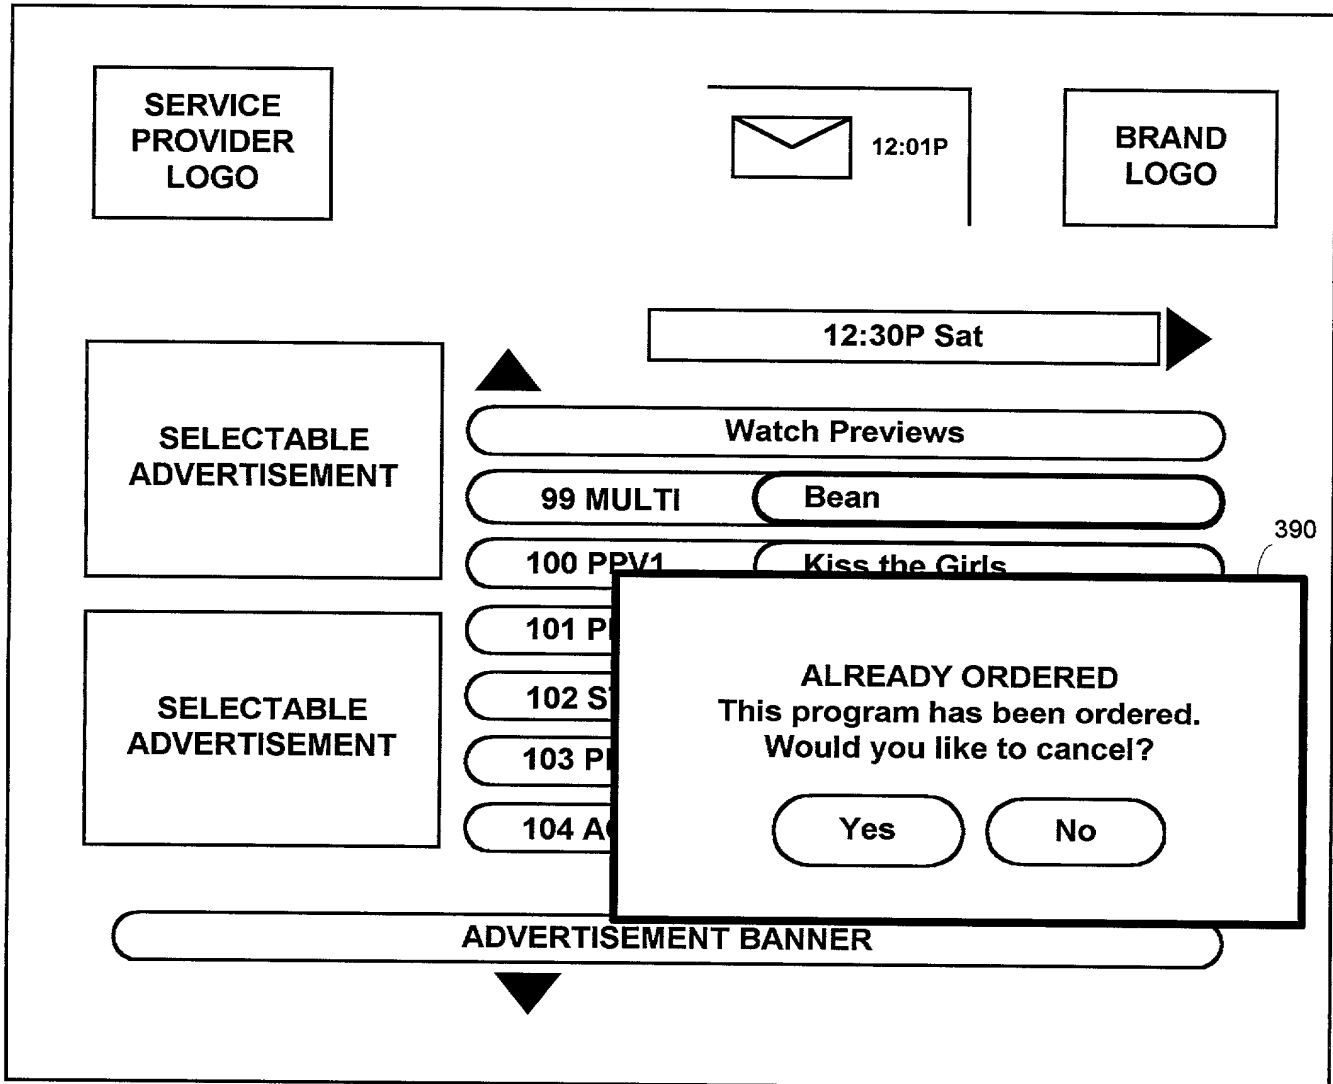 SERVICE
PROVIDER
LOGO
12:01P
BRAND
LOGO
12:30P Sat
SELECTABLE
ADVERTISEMENT
Watch Previews
99 MULTI Bean
100 PPV1 Kiss the Girls
390
101
102
103
104
SELECTABLE
ADVERTISEMENT
ALREADY ORDERED
This program has been ordered.
Would you like to cancel?
Yes No
ADVERTISEMENT BANNER